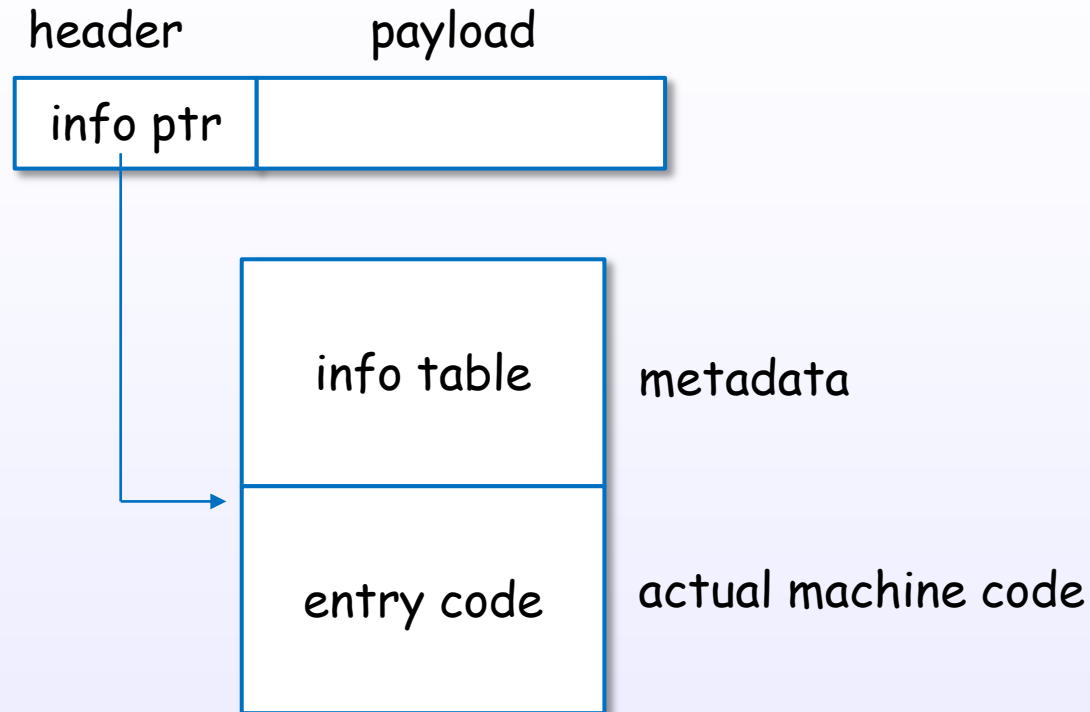 header payload
info ptr
info table metadata
entry code actual machine code